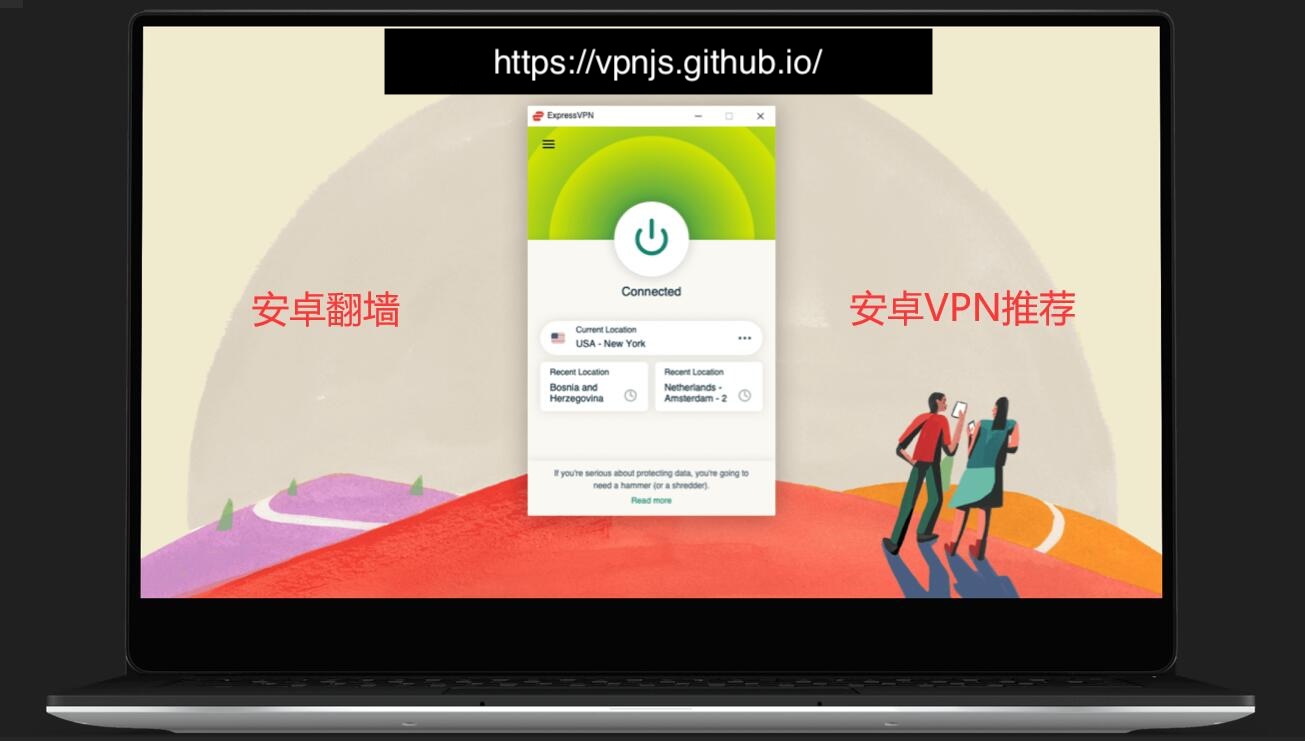 https://vpnjs.github.io/
ExpressVPN
安卓翻墙
安卓VPN推荐
Connected
Current Location
USA - New York
Recent Location
Bosnia and
Herzegovina
Recent Location
Netherlands -
Amsterdam - 2
If you're serious about protecting data, you're going to
need a hammer (or a shredder).
Read more